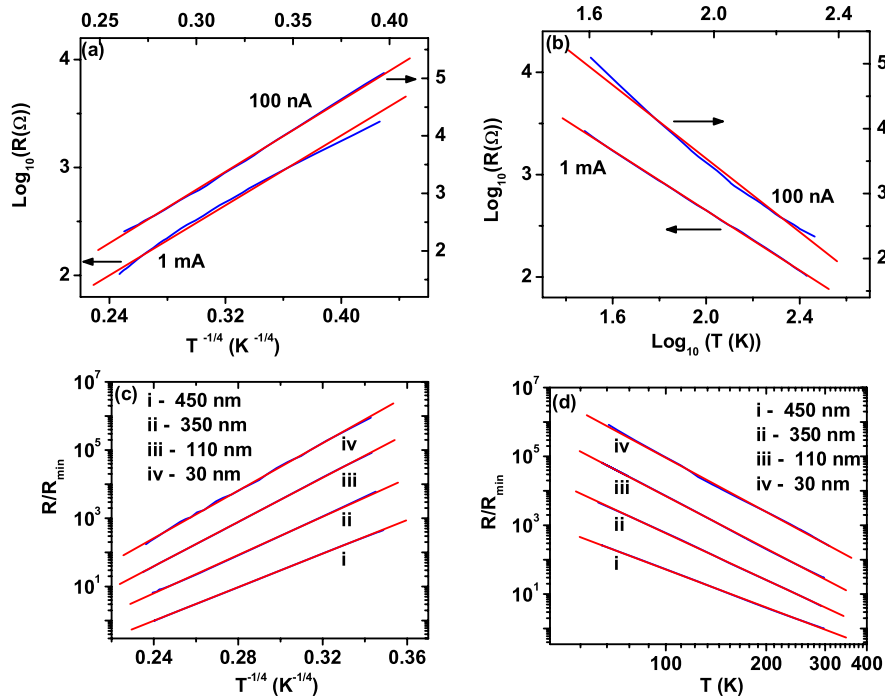 0.25 0.30 0.35 0.40
(a)
4
3
2
5
4
3
2
100 nA
1 mA
Log10(R(Ω))
0.24 0.32 0.40
T -1/4 (K -1/4)
1.6 2.0 2.4
(b)
4
3
2
5
4
3
2
1 mA
100 nA
Log10(R(Ω))
1.6 2.0 2.4
Log10 (T (K))
(c)
i - 450 nm
ii - 350 nm
iii - 110 nm
iv - 30 nm
10^7
10^5
10^3
10^1
R/Rmin
iv
iii
ii
i
0.24 0.28 0.32 0.36
T-1/4 (K-1/4)
(d)
i - 450 nm
ii - 350 nm
iii - 110 nm
iv - 30 nm
10^7
10^5
10^3
10^1
R/Rmin
iv
iii
ii
i
100 200 300 400
T (K)